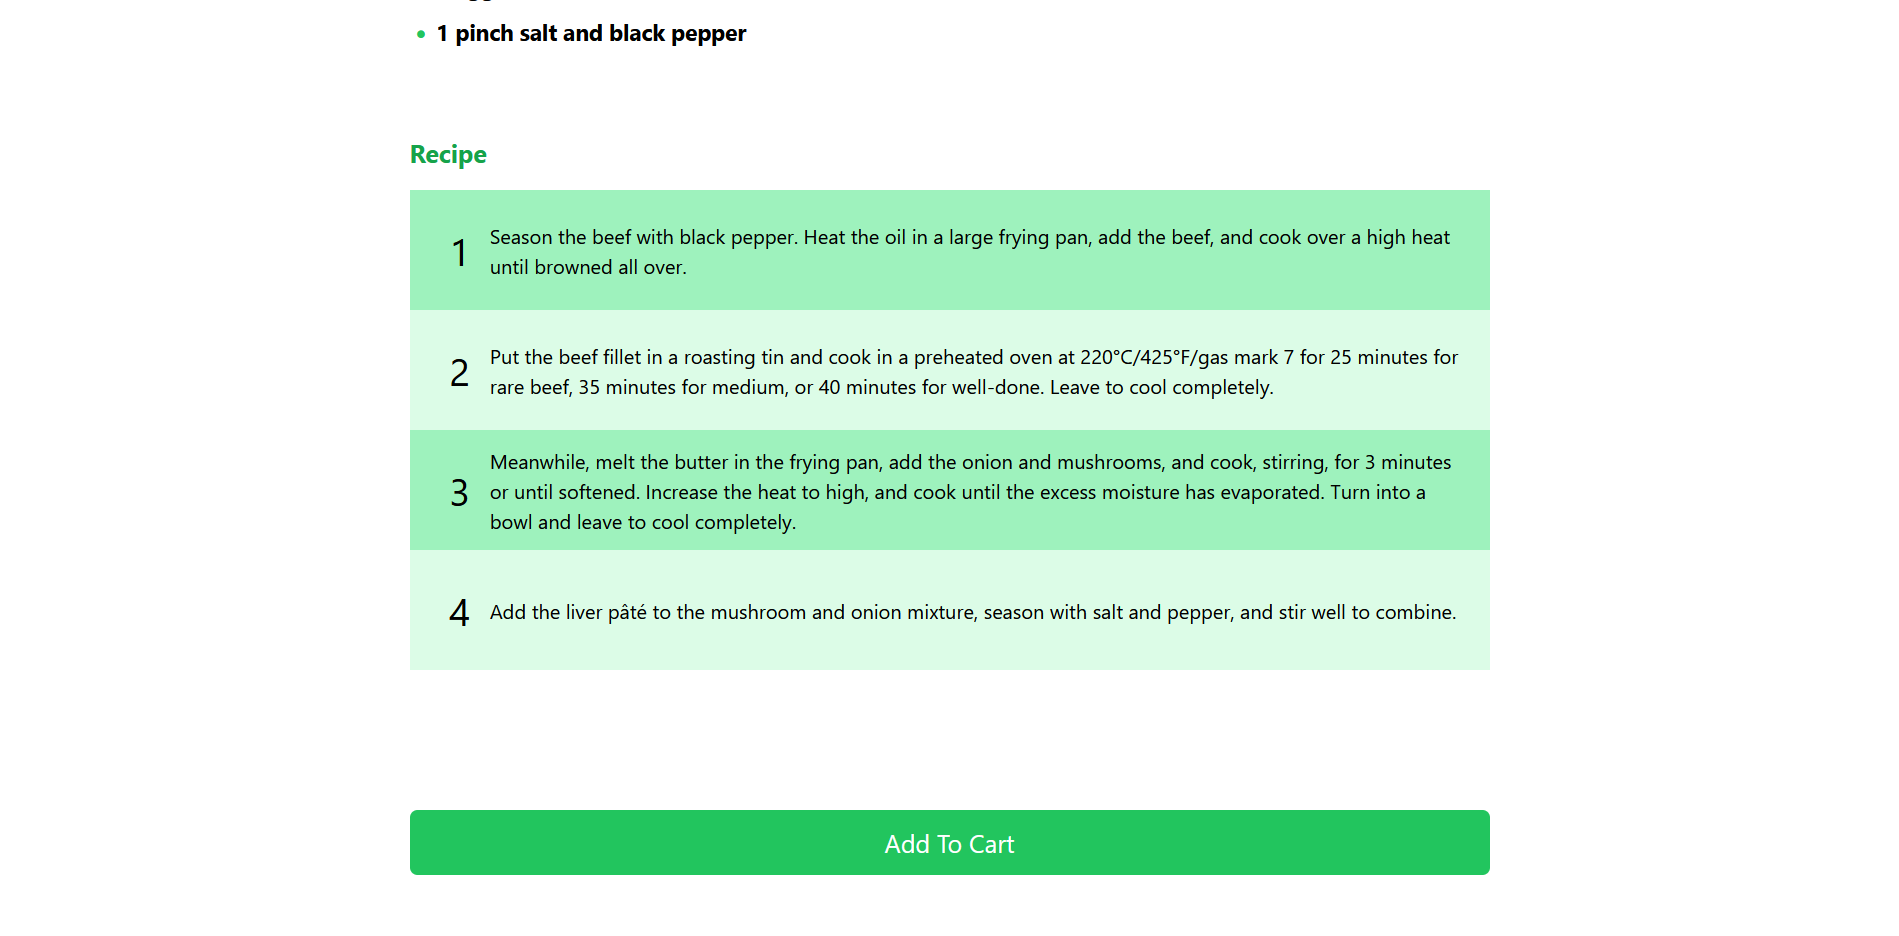 1 pinch salt and black pepper
Recipe
1
Season the beef with black pepper. Heat the oil in a large frying pan, add the beef, and cook over a high heat
until browned all over.
2
Put the beef fillet in a roasting tin and cook in a preheated oven at 220°C/425°F/gas mark 7 for 25 minutes for
rare beef, 35 minutes for medium, or 40 minutes for well-done. Leave to cool completely.
3
Meanwhile, melt the butter in the frying pan, add the onion and mushrooms, and cook, stirring, for 3 minutes
or until softened. Increase the heat to high, and cook until the excess moisture has evaporated. Turn into a
bowl and leave to cool completely.
4
Add the liver pâté to the mushroom and onion mixture, season with salt and pepper, and stir well to combine.
Add To Cart